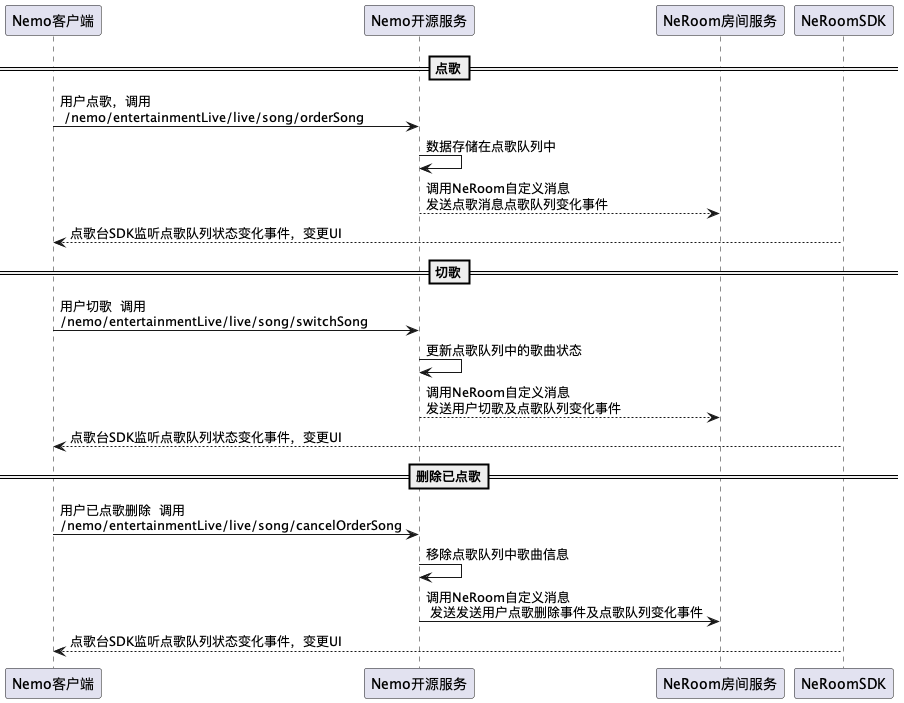 Nemo客户端
Nemo开源服务
NeRoom房间服务
NeRoomSDK
点歌
用户点歌，调用
/nemo/entertainmentLive/live/song/orderSong
数据存储在点歌队列中
调用NeRoom自定义消息
发送点歌消息点歌队列变化事件
点歌台SDK监听点歌队列状态变化事件，变更UI
切歌
用户切歌 调用
/nemo/entertainmentLive/live/song/switchSong
更新点歌队列中的歌曲状态
调用NeRoom自定义消息
发送用户切歌及点歌队列变化事件
点歌台SDK监听点歌队列状态变化事件，变更UI
删除已点歌
用户已点歌删除 调用
/nemo/entertainmentLive/live/song/cancelOrderSong
移除点歌队列中歌曲信息
调用NeRoom自定义消息
发送发送用户点歌删除事件及点歌队列变化事件
点歌台SDK监听点歌队列状态变化事件，变更UI
Nemo客户端
Nemo开源服务
NeRoom房间服务
NeRoomSDK